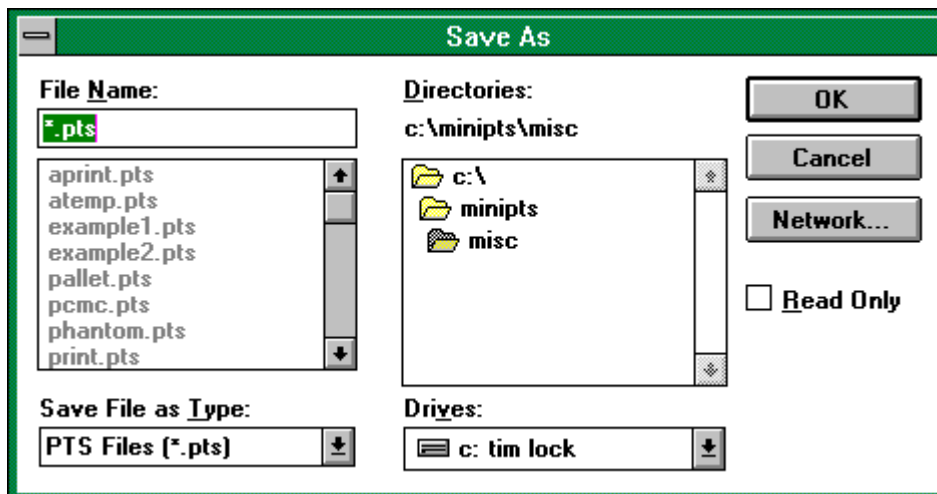 Save As
File Name:
*.pts
aprint.pts
atemp.pts
example1.pts
example2.pts
pallet.pts
pcmc.pts
phantom.pts
print.pts
Save File as Type:
PTS Files (*.pts)
Directories:
c:\minipts\misc
c:\
minipts
misc
Drives:
c: tim lock
OK
Cancel
Network...
Read Only